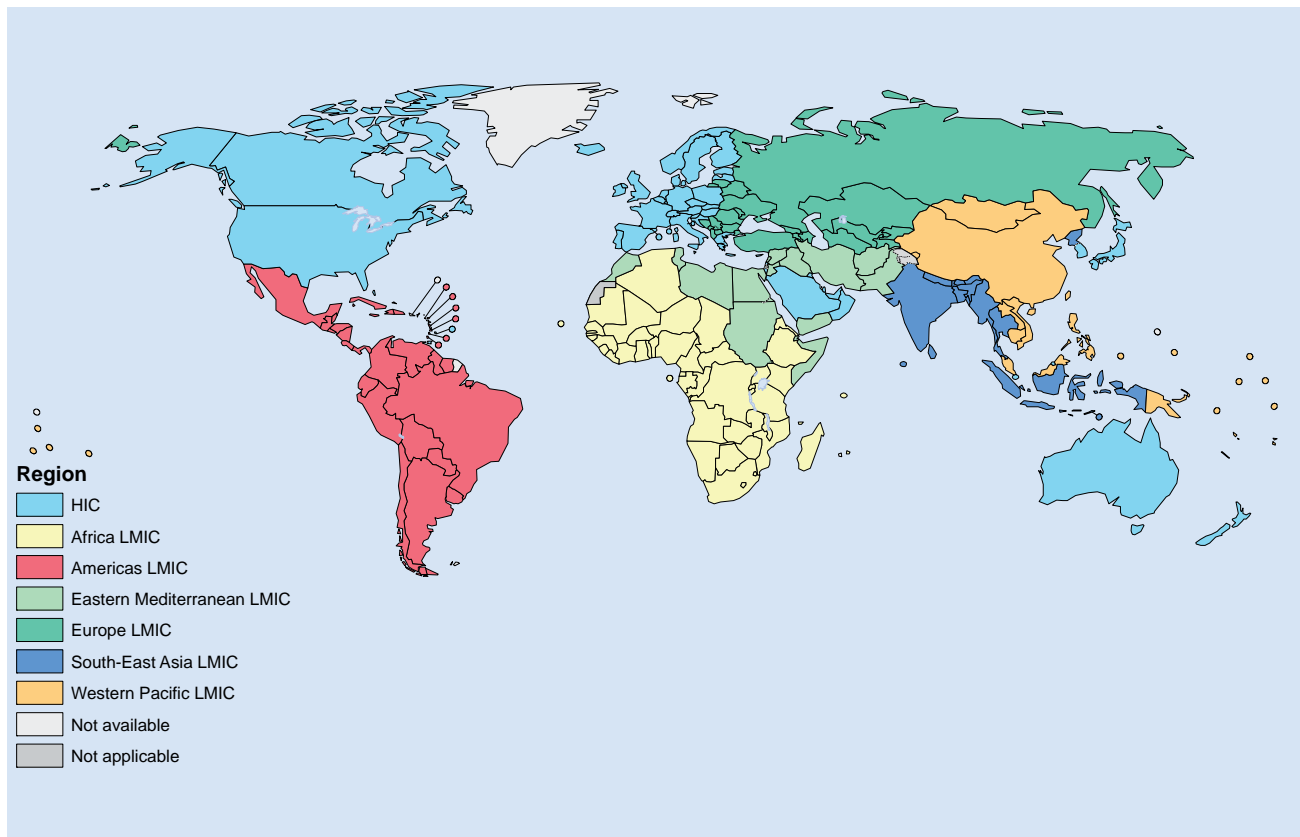 Region
HIC
Africa LMIC
Americas LMIC
Eastern Mediterranean LMIC
Europe LMIC
South-East Asia LMIC
Western Pacific LMIC
Not available
Not applicable